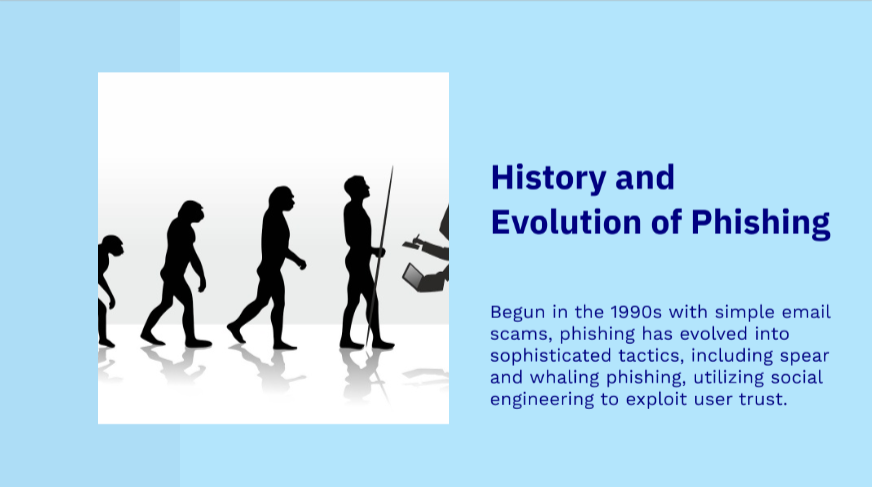 History and
Evolution of Phishing
Begun in the 1990s with simple email
scams, phishing has evolved into
sophisticated tactics, including spear
and whaling phishing, utilizing social
engineering to exploit user trust.